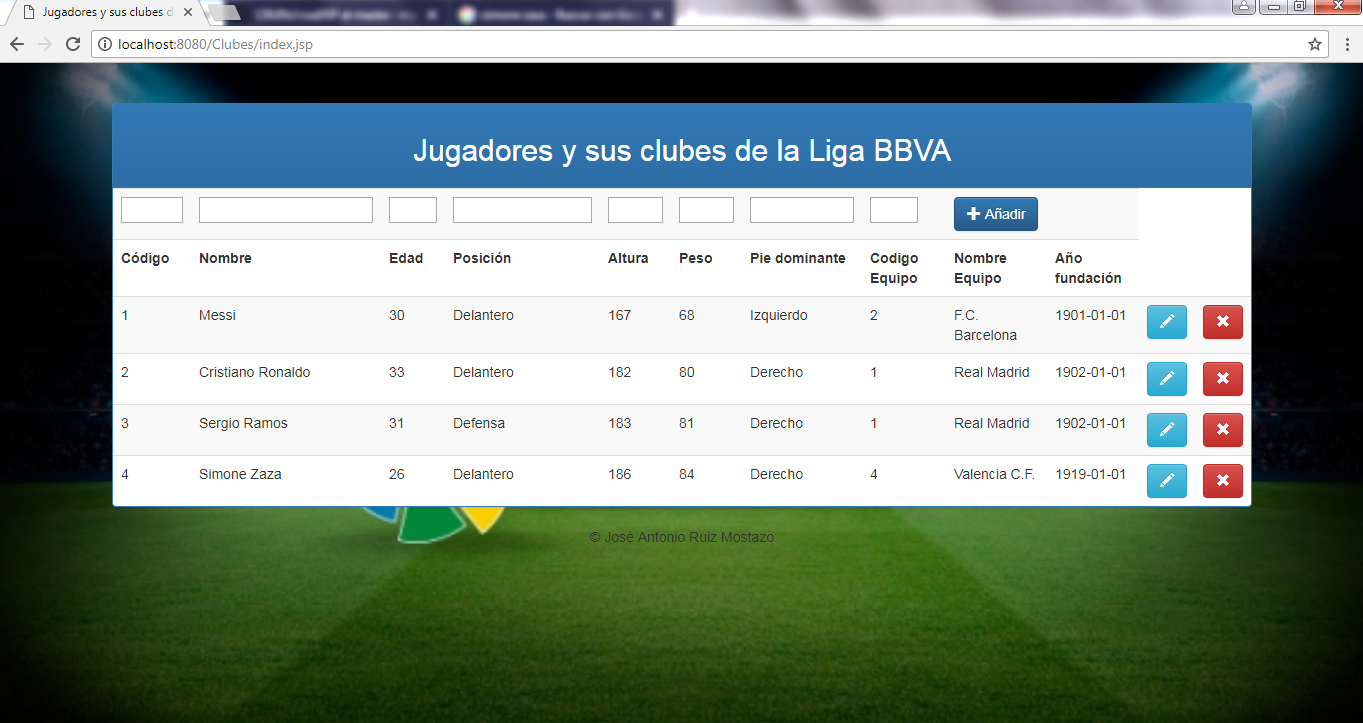 Jugadores y sus clubes d
localhost:8080/Clubes/index.jsp
Jugadores y sus clubes de la Liga BBVA
Añadir
Código Nombre Edad Posición Altura Peso Pie dominante Codigo Equipo Nombre Equipo Año fundación
1 Messi 30 Delantero 167 68 Izquierdo 2 F.C. Barcelona 1901-01-01
2 Cristiano Ronaldo 33 Delantero 182 80 Derecho 1 Real Madrid 1902-01-01
3 Sergio Ramos 31 Defensa 183 81 Derecho 1 Real Madrid 1902-01-01
4 Simone Zaza 26 Delantero 186 84 Derecho 4 Valencia C.F. 1919-01-01
© José Antonio Ruiz Mostazo